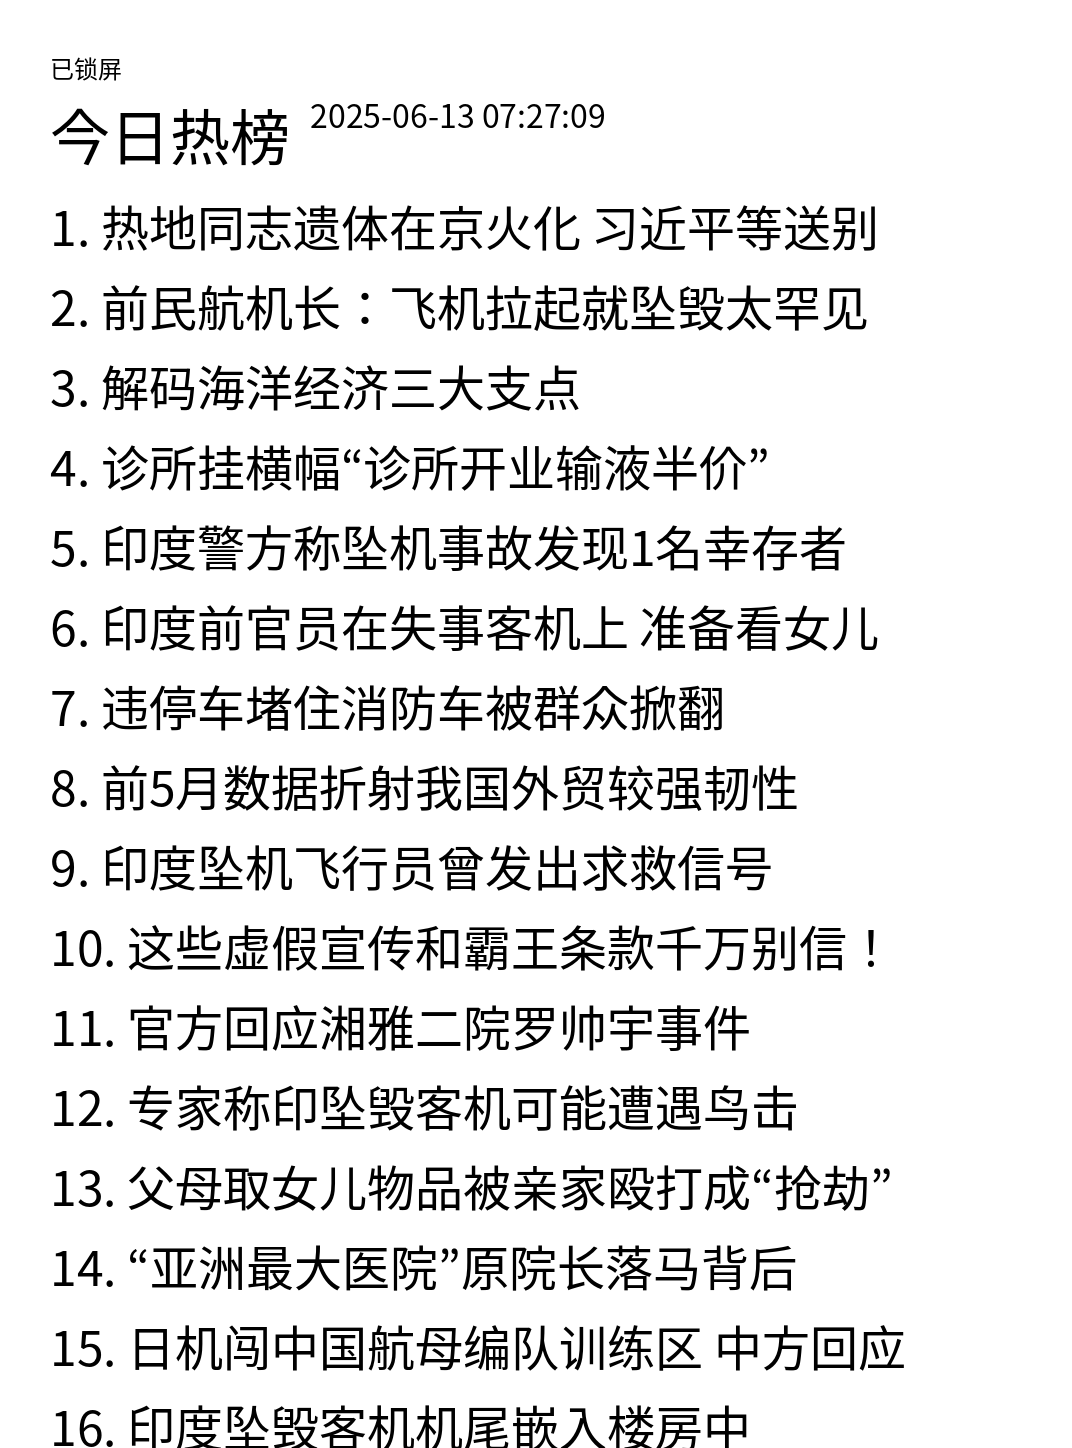 已锁屏
今日热榜 2025-06-13 07:27:09
1. 热地同志遗体在京火化 习近平等送别
2. 前民航机长：飞机拉起就坠毁太罕见
3. 解码海洋经济三大支点
4. 诊所挂横幅“诊所开业输液半价”
5. 印度警方称坠机事故发现1名幸存者
6. 印度前官员在失事客机上 准备看女儿
7. 违停车堵住消防车被群众掀翻
8. 前5月数据折射我国外贸较强韧性
9. 印度坠机飞行员曾发出求救信号
10. 这些虚假宣传和霸王条款千万别信！
11. 官方回应湘雅二院罗帅宇事件
12. 专家称印坠毁客机可能遭遇鸟击
13. 父母取女儿物品被亲家殴打成“抢劫”
14. “亚洲最大医院”原院长落马背后
15. 日机闯中国航母编队训练区 中方回应
16. 印度坠毁客机机尾嵌入楼房中